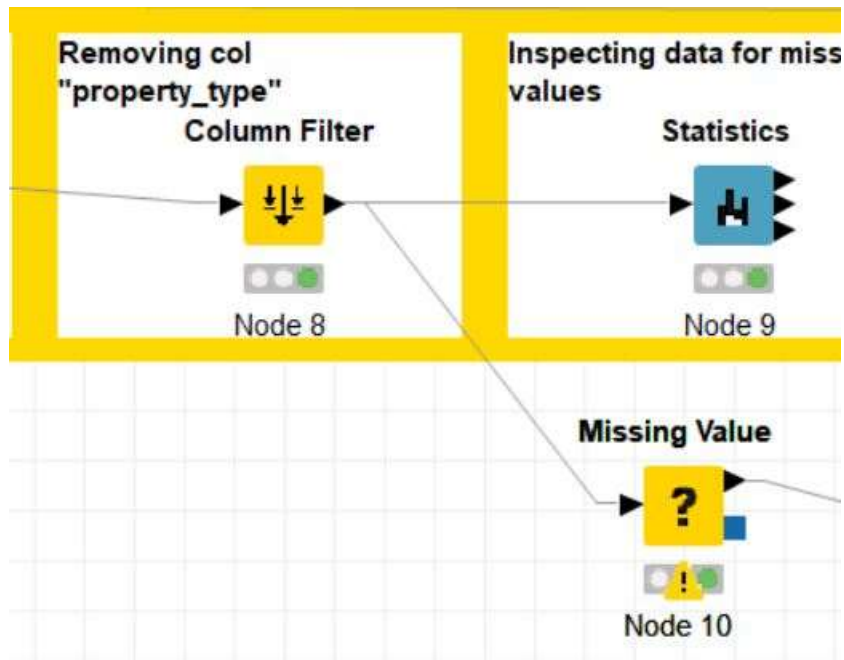 Removing col
"property_type"
Column Filter
Node 8
Inspecting data for miss
values
Statistics
Node 9
Missing Value
?
!
Node 10